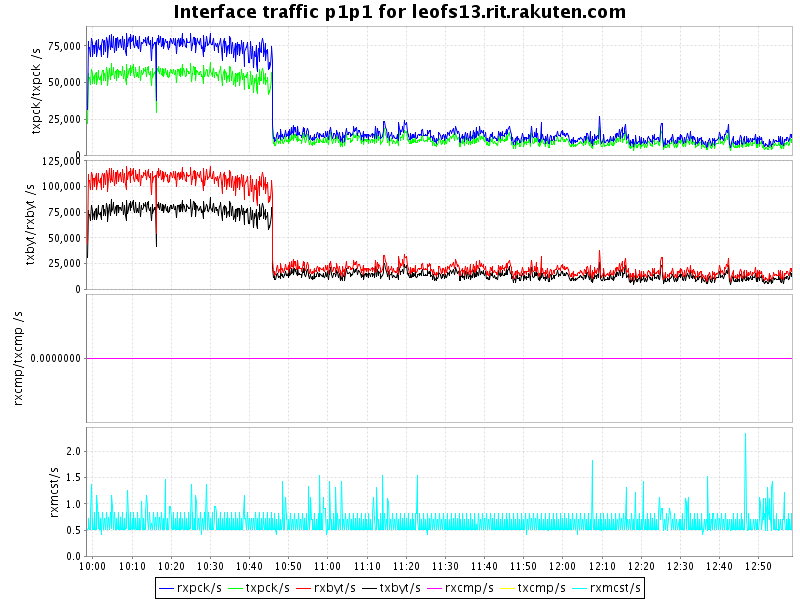 Interface traffic p1p1 for leofs13.rit.rakuten.com
txpck/txpck /s
75,000
50,000
25,000
0
txbyt/rxbyt /s
125,000
100,000
75,000
50,000
25,000
0
rxcmp/txcmp /s
0.0000000
rxmcst/s
2.0
1.5
1.0
0.5
0.0
10:00 10:10 10:20 10:30 10:40 10:50 11:00 11:10 11:20 11:30 11:40 11:50 12:00 12:10 12:20 12:30 12:40 12:50
rxpck/s txpck/s rxbyt/s txbyt/s rxcmp/s txcmp/s rxmcst/s